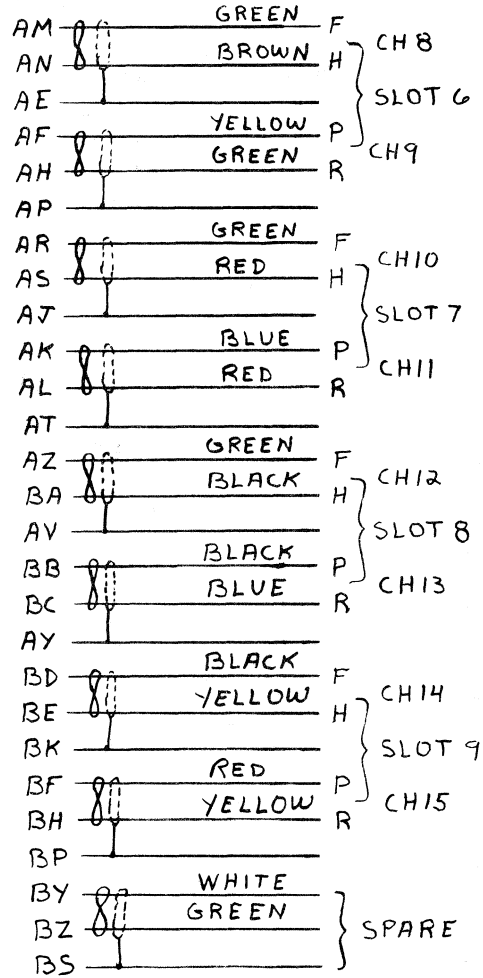 AM GREEN F
CH8
AN BROWN H
AE SLOT 6
AF YELLOW P
CH9
AH GREEN R
AP
AR GREEN F
CH10
AS RED H
AJ SLOT 7
AK BLUE P
CH11
AL RED R
AT
AZ GREEN F
CH12
BA BLACK H
AV SLOT 8
BB BLACK P
CH13
BC BLUE R
AY
BD BLACK F
CH14
BE YELLOW H
BK SLOT 9
BF RED P
CH15
BH YELLOW R
BP
BY WHITE
BZ GREEN SPARE
BS